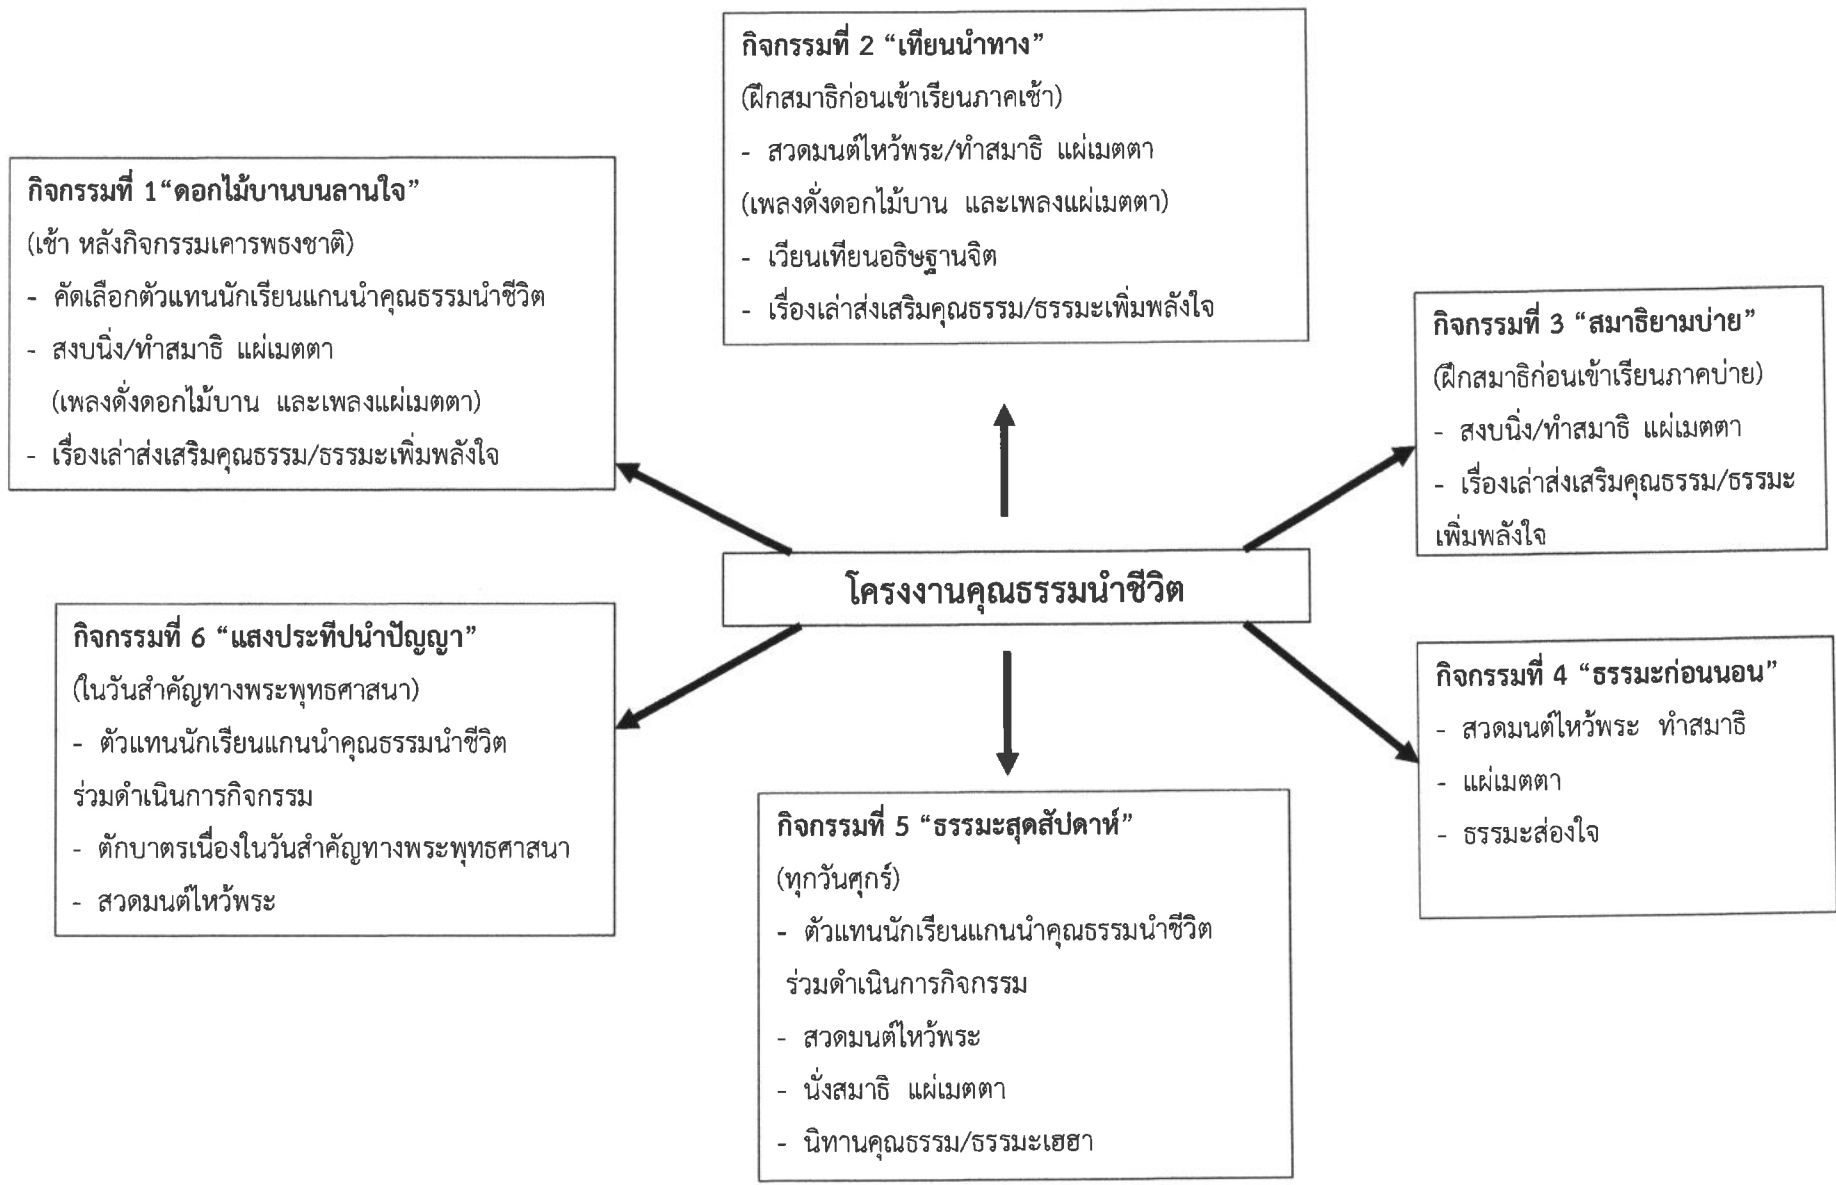 กิจกรรมที่ 1“ดอกไม้บานบนลานใจ”
(เช้า หลังกิจกรรมเคารพธงชาติ)
- คัดเลือกตัวแทนนักเรียนแกนนำคุณธรรมนำชีวิต
- สงบนิ่ง/ทำสมาธิ แผ่เมตตา
(เพลงดั่งดอกไม้บาน และเพลงแผ่เมตตา)
- เรื่องเล่าส่งเสริมคุณธรรม/ธรรมะเพิ่มพลังใจ
กิจกรรมที่ 2 “เทียนนำทาง”
(ฝึกสมาธิก่อนเข้าเรียนภาคเช้า)
- สวดมนต์ไหว้พระ/ทำสมาธิ แผ่เมตตา
(เพลงดั่งดอกไม้บาน และเพลงแผ่เมตตา)
- เวียนเทียนอธิษฐานจิต
- เรื่องเล่าส่งเสริมคุณธรรม/ธรรมะเพิ่มพลังใจ
กิจกรรมที่ 3 “สมาธิยามบ่าย”
(ฝึกสมาธิก่อนเข้าเรียนภาคบ่าย)
- สงบนิ่ง/ทำสมาธิ แผ่เมตตา
- เรื่องเล่าส่งเสริมคุณธรรม/ธรรมะ
เพิ่มพลังใจ
โครงงานคุณธรรมนำชีวิต
กิจกรรมที่ 4 “ธรรมะก่อนนอน”
- สวดมนต์ไหว้พระ ทำสมาธิ
- แผ่เมตตา
- ธรรมะส่องใจ
กิจกรรมที่ 5 “ธรรมะสุดสัปดาห์”
(ทุกวันศุกร์)
- ตัวแทนนักเรียนแกนนำคุณธรรมนำชีวิต
ร่วมดำเนินการกิจกรรม
- สวดมนต์ไหว้พระ
- นั่งสมาธิ แผ่เมตตา
- นิทานคุณธรรม/ธรรมะเฮฮา
กิจกรรมที่ 6 “แสงประทีปนำปัญญา”
(ในวันสำคัญทางพระพุทธศาสนา)
- ตัวแทนนักเรียนแกนนำคุณธรรมนำชีวิต
ร่วมดำเนินการกิจกรรม
- ตักบาตรเนื่องในวันสำคัญทางพระพุทธศาสนา
- สวดมนต์ไหว้พระ